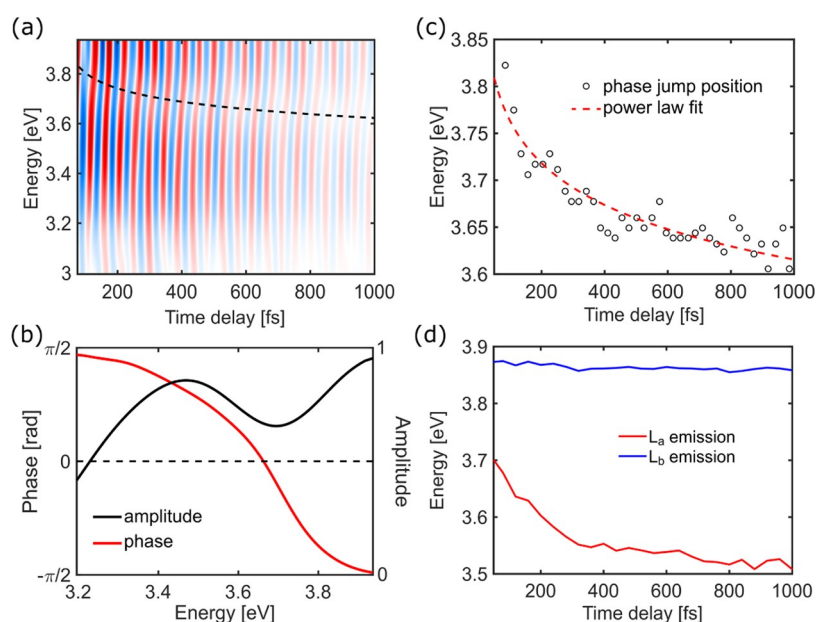 (a)
Energy [eV]
3.8
3.6
3.4
3.2
3
200
400
600
800
1000
Time delay [fs]
(c)
3.85
3.8
3.75
3.7
3.65
3.6
Energy [eV]
phase jump position
power law fit
200
400
600
800
1000
Time delay [fs]
(b)
π/2
0
-π/2
Phase [rad]
1
0
Amplitude
amplitude
phase
3.2
3.4
3.6
3.8
Energy [eV]
(d)
3.9
3.8
3.7
3.6
3.5
Energy [eV]
La emission
Lb emission
200
400
600
800
1000
Time delay [fs]